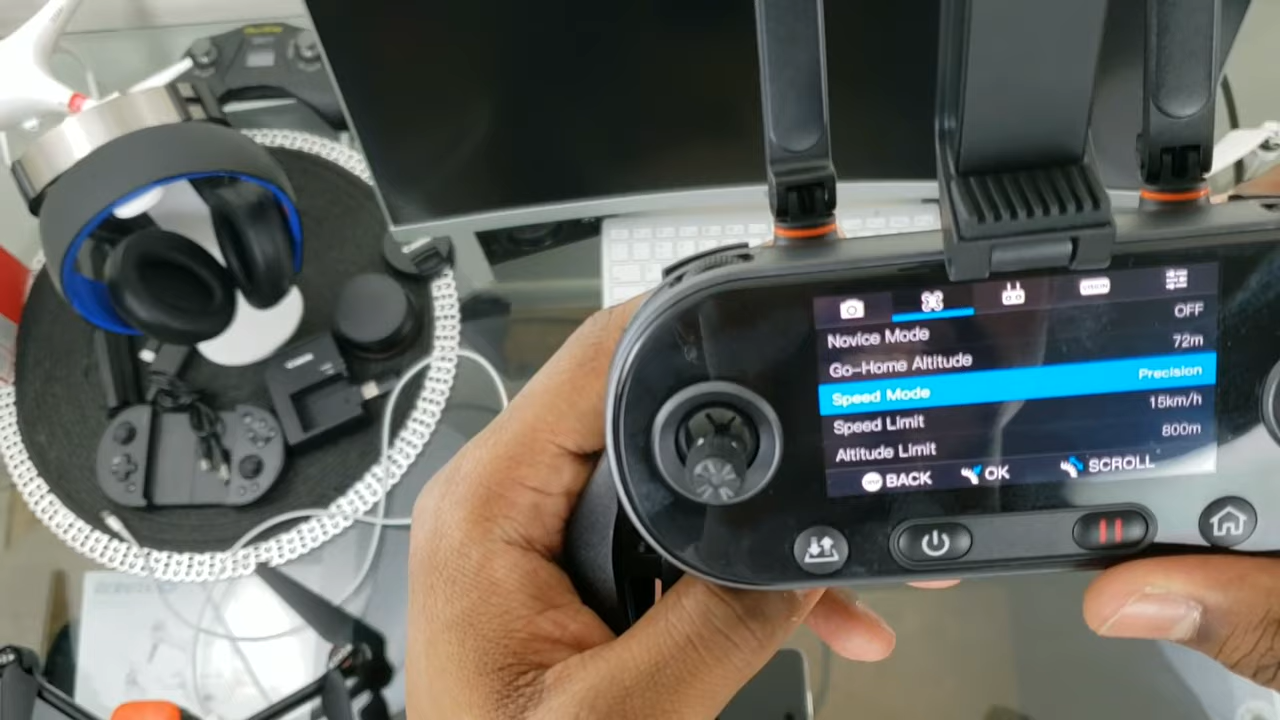 VISION
Novice Mode OFF
Go-Home Altitude 72m
Speed Mode Precision
Speed Limit 15km/h
Altitude Limit 800m
BACK OK SCROLL